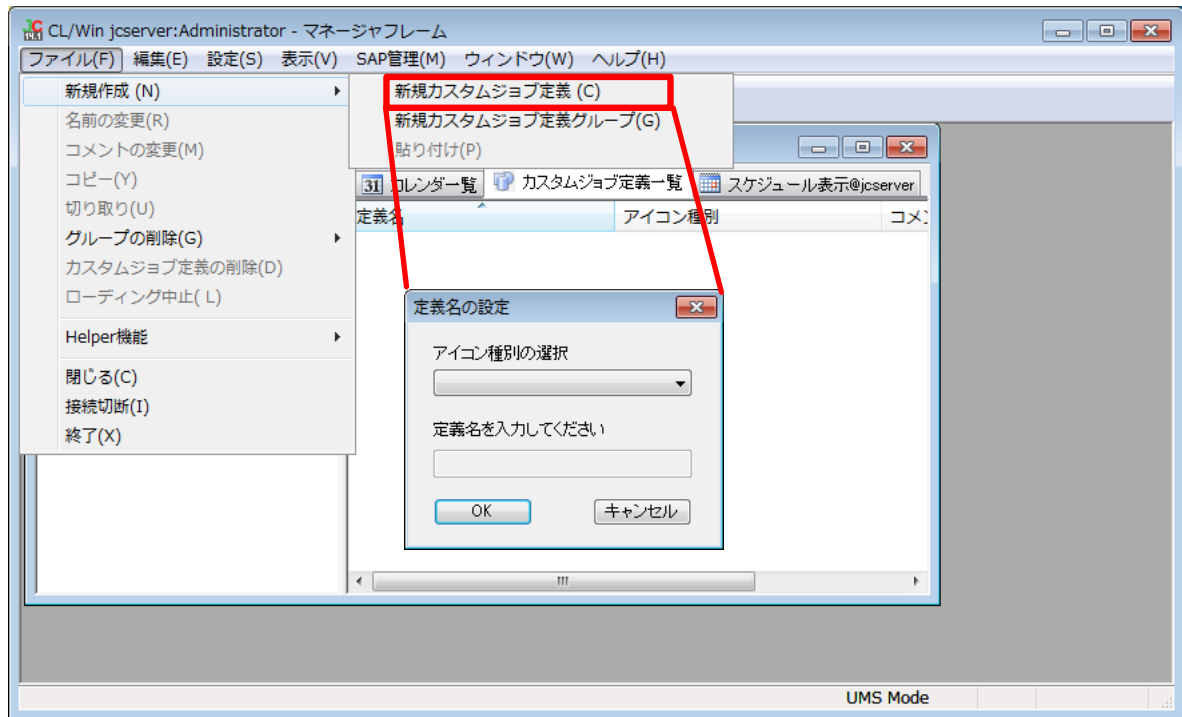 CL/Win jcserver:Administrator - マネージャフレーム
ファイル(F) 編集(E) 設定(S) 表示(V) SAP管理(M) ウィンドウ(W) ヘルプ(H)
新規作成 (N)
名前の変更(R)
コメントの変更(M)
コピー(Y)
切り取り(U)
グループの削除(G)
カスタムジョブ定義の削除(D)
ローディング中止( L)
Helper機能
閉じる(C)
接続切断(I)
終了(X)
新規カスタムジョブ定義 (C)
新規カスタムジョブ定義グループ(G)
貼り付け(P)
31 カレンダー一覧 カスタムジョブ定義一覧 スケジュール表示@jcserver
定義名 アイコン種別 コメ
定義名の設定
アイコン種別の選択
定義名を入力してください
OK キャンセル
UMS Mode